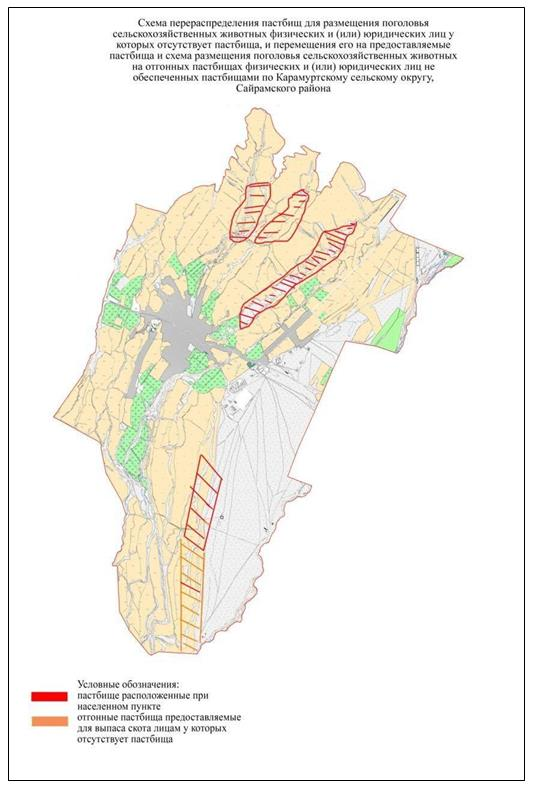 Схема перераспределения пастбищ для размещения поголовья
сельскохозяйственных животных физических и (или) юридических лиц у
которых отсутствует пастбища, и перемещения его на предоставляемые
пастбища и схема размещения поголовья сельскохозяйственных животных
на отгонных пастбищах физических и (или) юридических лиц не
обеспеченных пастбищами по Карамуртскому сельскому округу,
Сайрамского района
Условные обозначения:
пастбище расположенные при
населенном пункте
отгонные пастбища предоставляемые
для выпаса скота лицам у которых
отсутствует пастбища